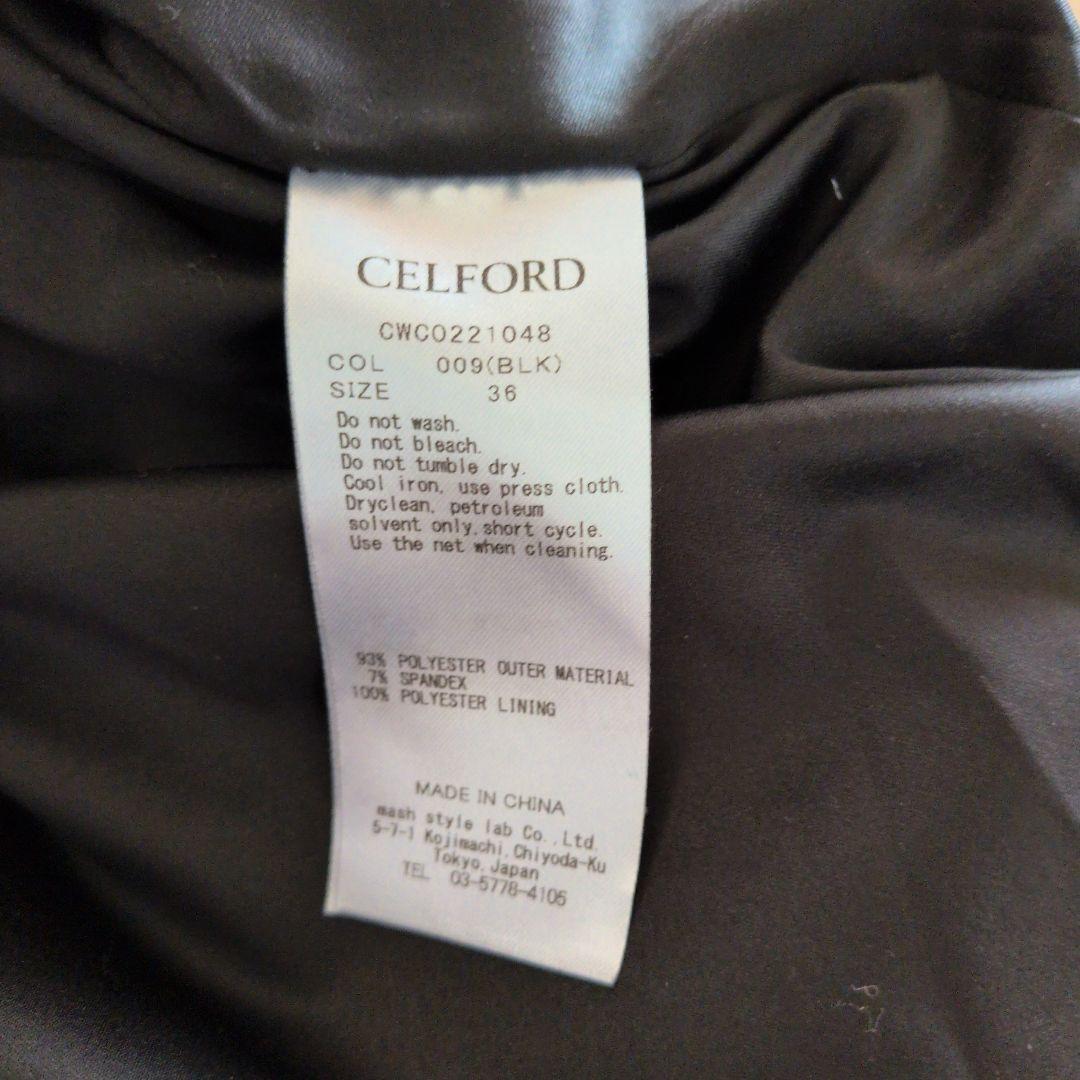 CELFORD
CWCO221048
COL 009(BLK)
SIZE 36
Do not wash.
Do not bleach.
Do not tumble dry.
Cool iron, use press cloth.
Dryclean, petroleum
solvent only,short cycle.
Use the net when cleaning.
93% POLYESTER OUTER MATERIAL
7% SPANDEX
100% POLYESTER LINING
MADE IN CHINA
mash style lab Co.,Ltd.
5-7-1 Kojimachi,Chiyoda-Ku
Tokyo,Japan
TEL 03-5778-4105